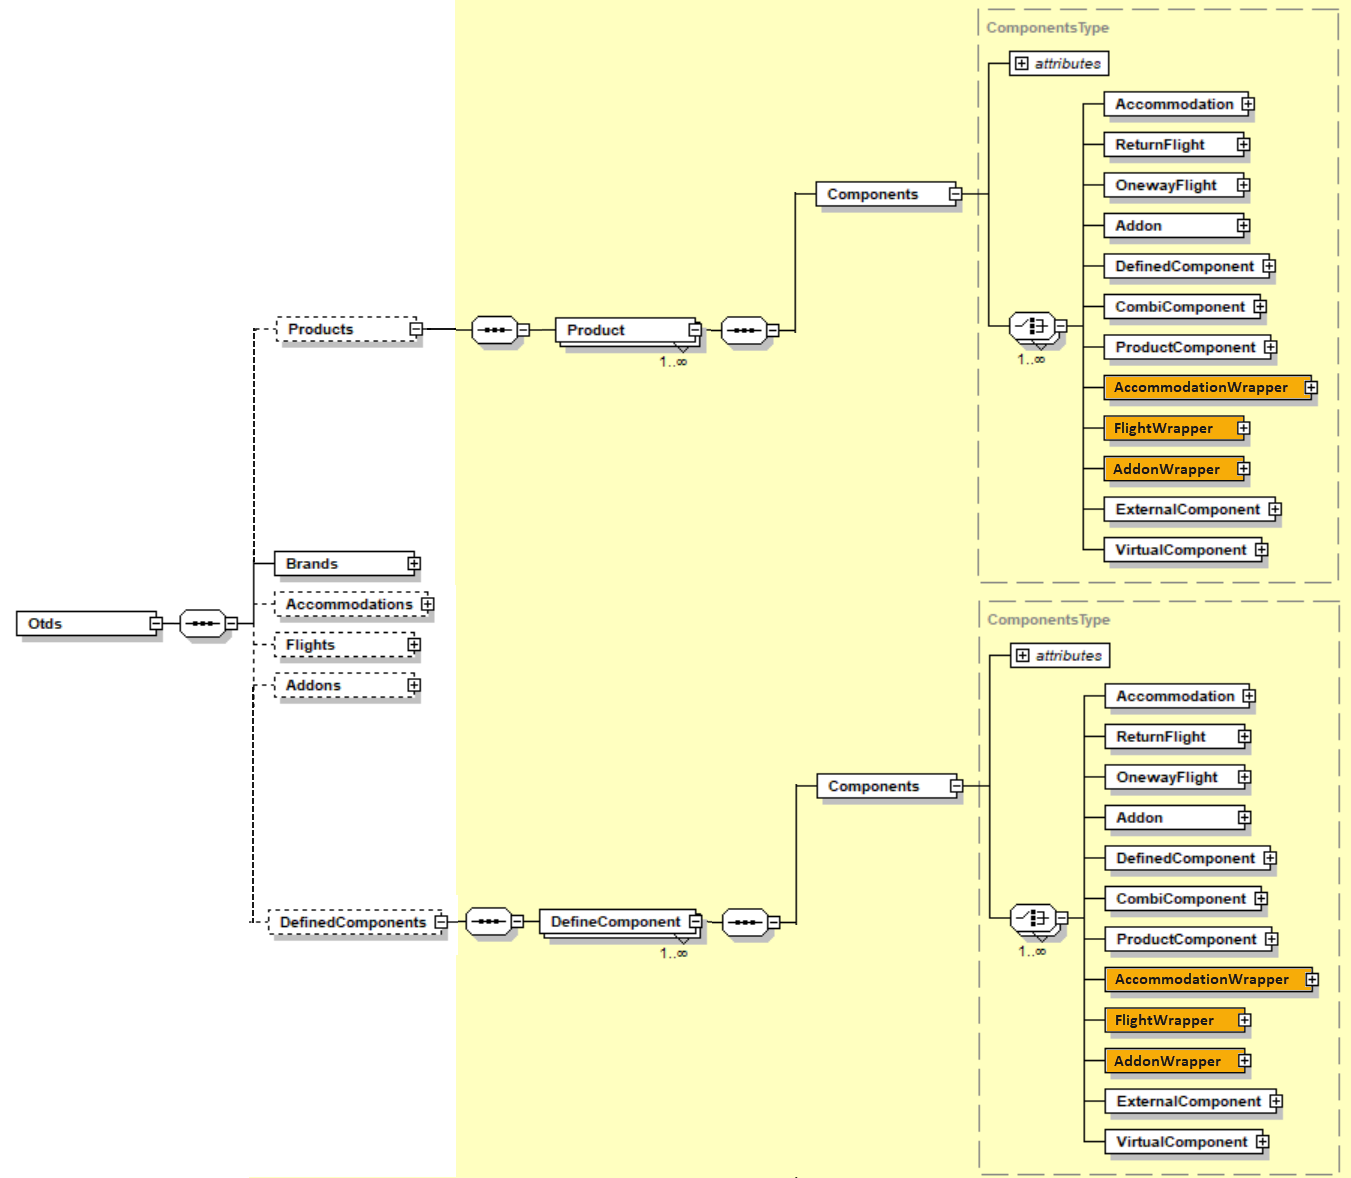 ComponentsType
attributes
Accommodation
ReturnFlight
OnewayFlight
Components
Addon
DefinedComponent
CombiComponent
Products
Product
ProductComponent
1..∞
1..∞
AccommodationWrapper
FlightWrapper
AddonWrapper
ExternalComponent
VirtualComponent
Brands
Accommodations
Otds
Flights
Addons
ComponentsType
attributes
Accommodation
ReturnFlight
OnewayFlight
Components
Addon
DefinedComponent
CombiComponent
DefinedComponents
DefineComponent
ProductComponent
1..∞
1..∞
AccommodationWrapper
FlightWrapper
AddonWrapper
ExternalComponent
VirtualComponent